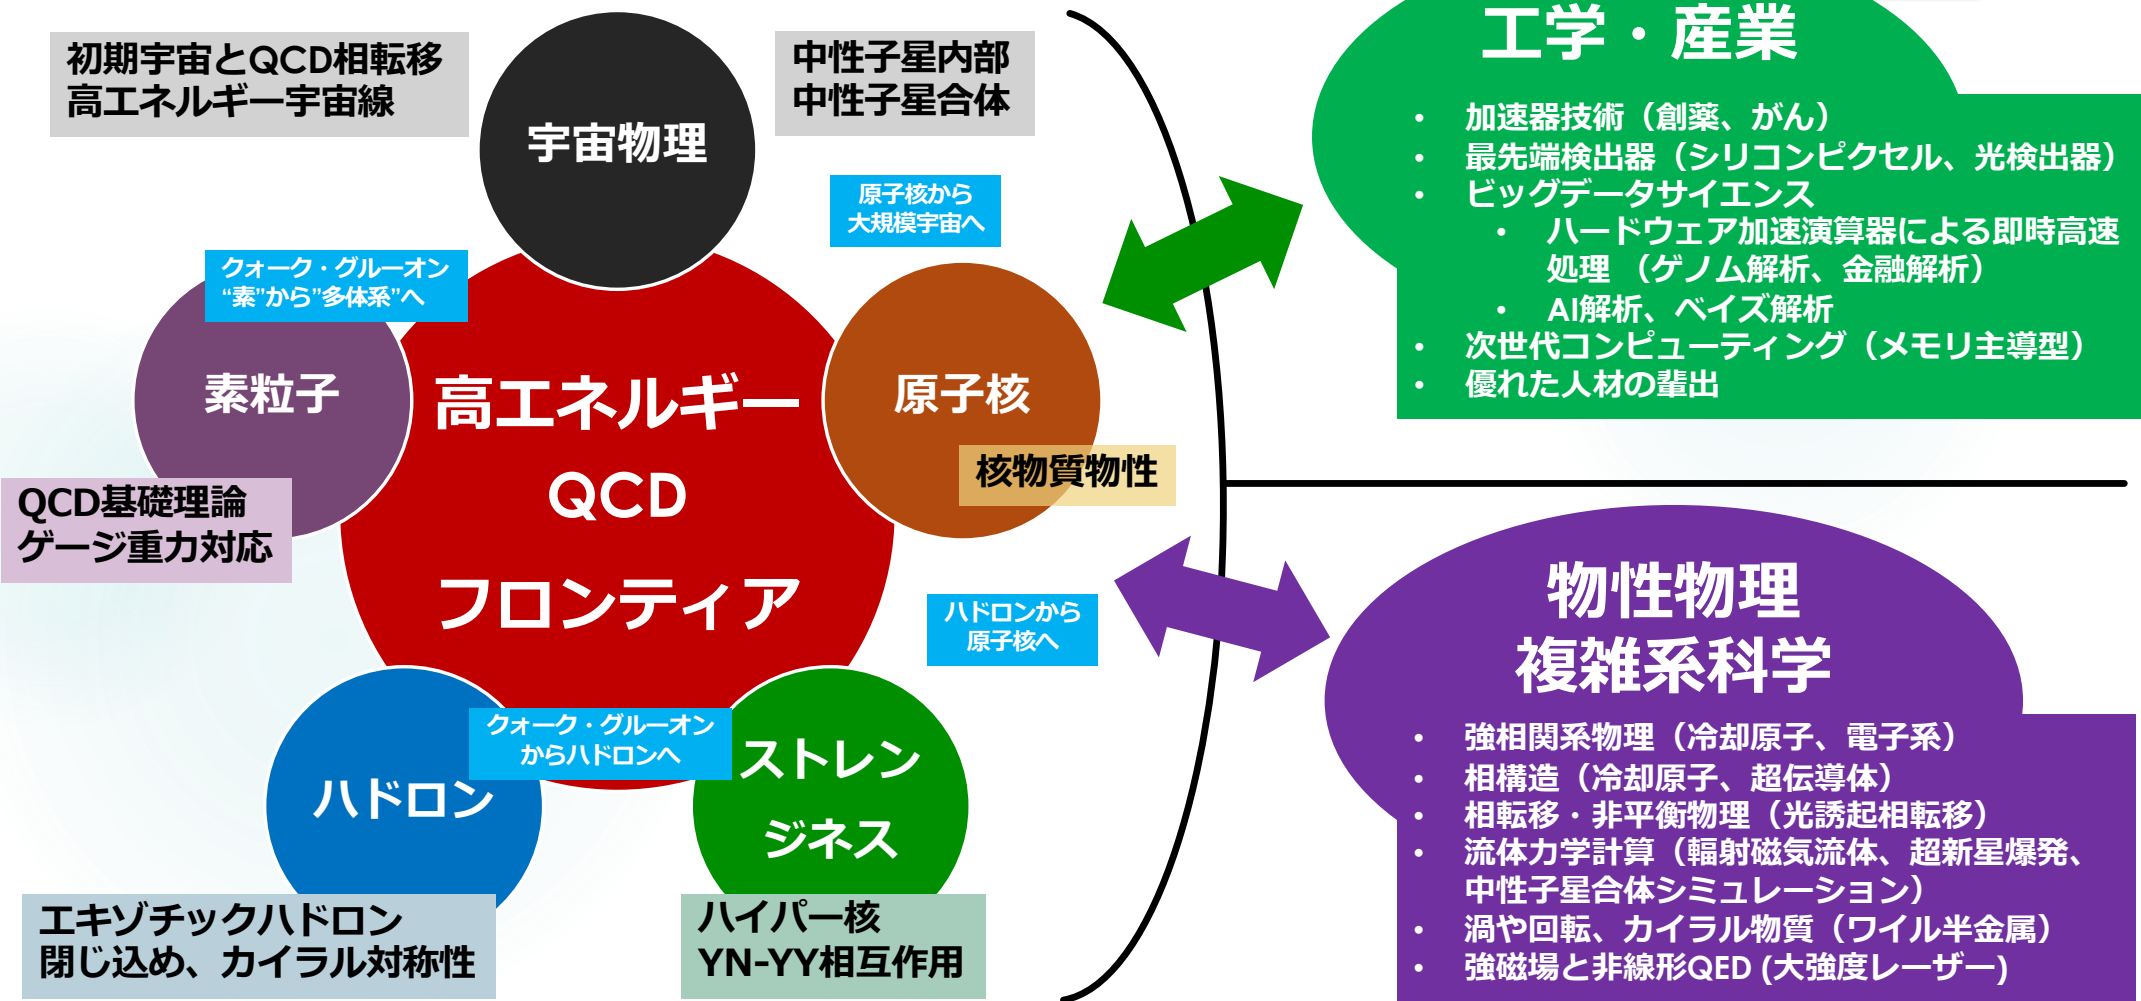 初期宇宙とQCD相転移
高エネルギー宇宙線
宇宙物理
中性子星内部
中性子星合体
原子核から
大規模宇宙へ
クォーク・グルーオン
“素”から”多体系”へ
素粒子
高エネルギー
QCD
フロンティア
原子核
核物質物性
QCD基礎理論
ゲージ重力対応
ハドロンから
原子核へ
クォーク・グルーオン
からハドロンへ
ハドロン
ストレン
ジネス
エキゾチックハドロン
閉じ込め、カイラル対称性
ハイパー核
YN-YY相互作用
工学・産業
• 加速器技術（創薬、がん）
• 最先端検出器（シリコンピクセル、光検出器）
• ビッグデータサイエンス
• ハードウェア加速演算器による即時高速
処理 （ゲノム解析、金融解析）
• AI解析、ベイズ解析
• 次世代コンピューティング（メモリ主導型）
• 優れた人材の輩出
物性物理
複雑系科学
• 強相関系物理（冷却原子、電子系）
• 相構造（冷却原子、超伝導体）
• 相転移・非平衡物理（光誘起相転移）
• 流体力学計算（輻射磁気流体、超新星爆発、
中性子星合体シミュレーション）
• 渦や回転、カイラル物質（ワイル半金属）
• 強磁場と非線形QED (大強度レーザー)